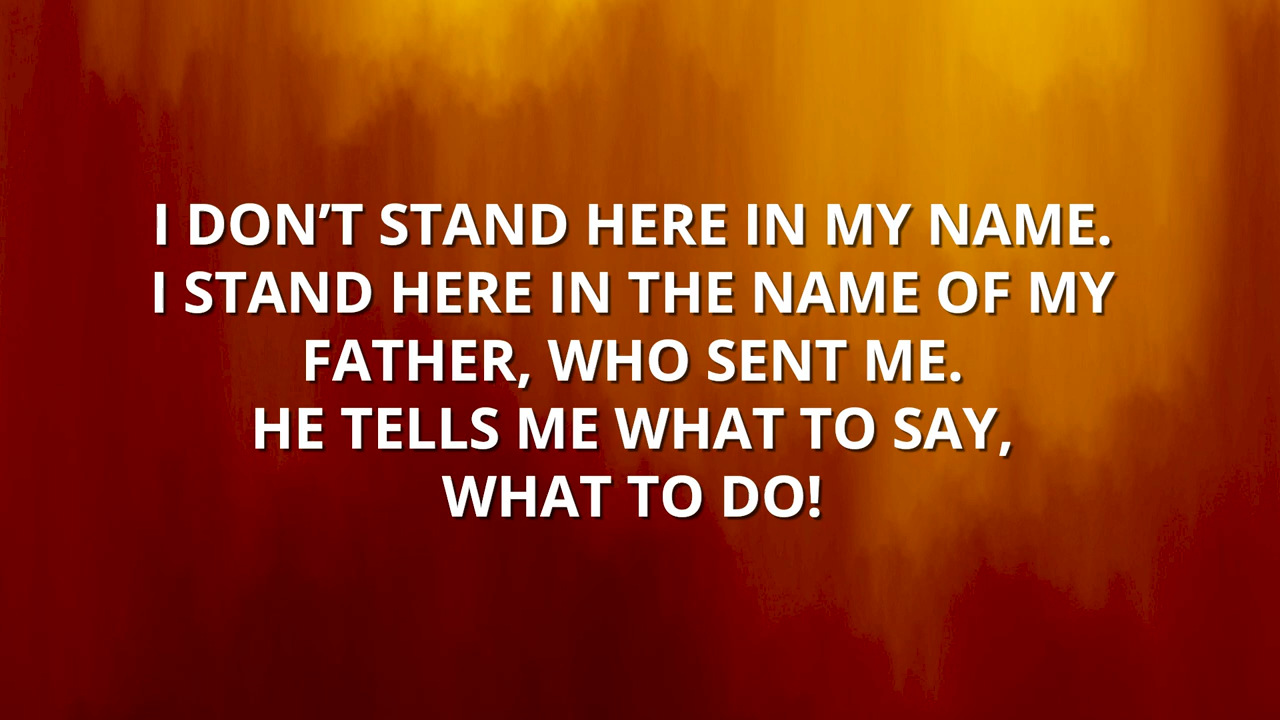 I DON’T STAND HERE IN MY NAME.
I STAND HERE IN THE NAME OF MY
FATHER, WHO SENT ME.
HE TELLS ME WHAT TO SAY,
WHAT TO DO!